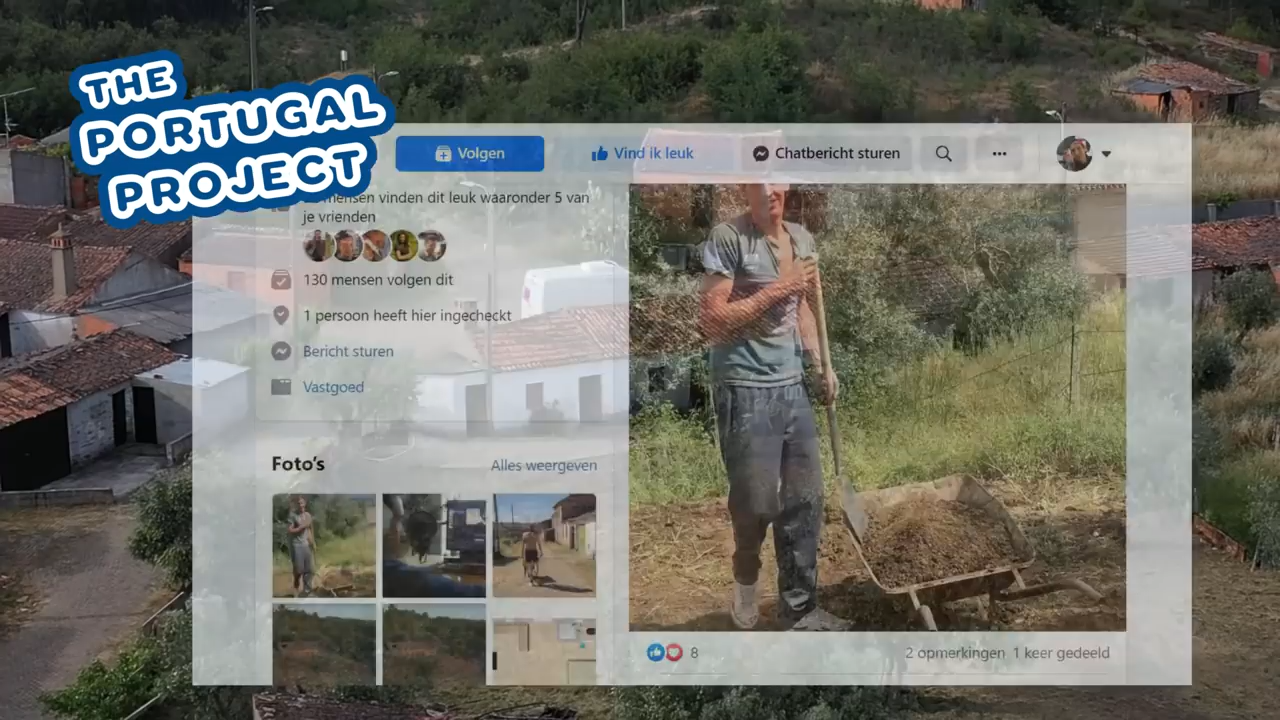 THE
PORTUGAL
PROJECT
Volgen
Vind ik leuk
Chatbericht sturen
mensen vinden dit leuk waaronder 5 van
je vrienden
130 mensen volgen dit
1 persoon heeft hier ingecheckt
Bericht sturen
Vastgoed
Foto's
Alles weergeven
8
2 opmerkingen 1 keer gedeeld